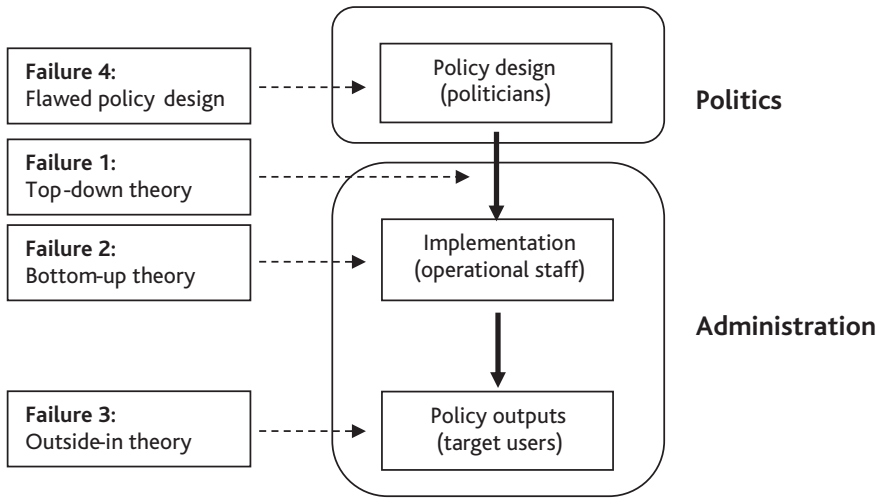 Failure 4:
Flawed policy design
Policy design
(politicians)
Politics
Failure 1:
Top-down theory
Failure 2:
Bottom-up theory
Implementation
(operational staff)
Administration
Failure 3:
Outside-in theory
Policy outputs
(target users)